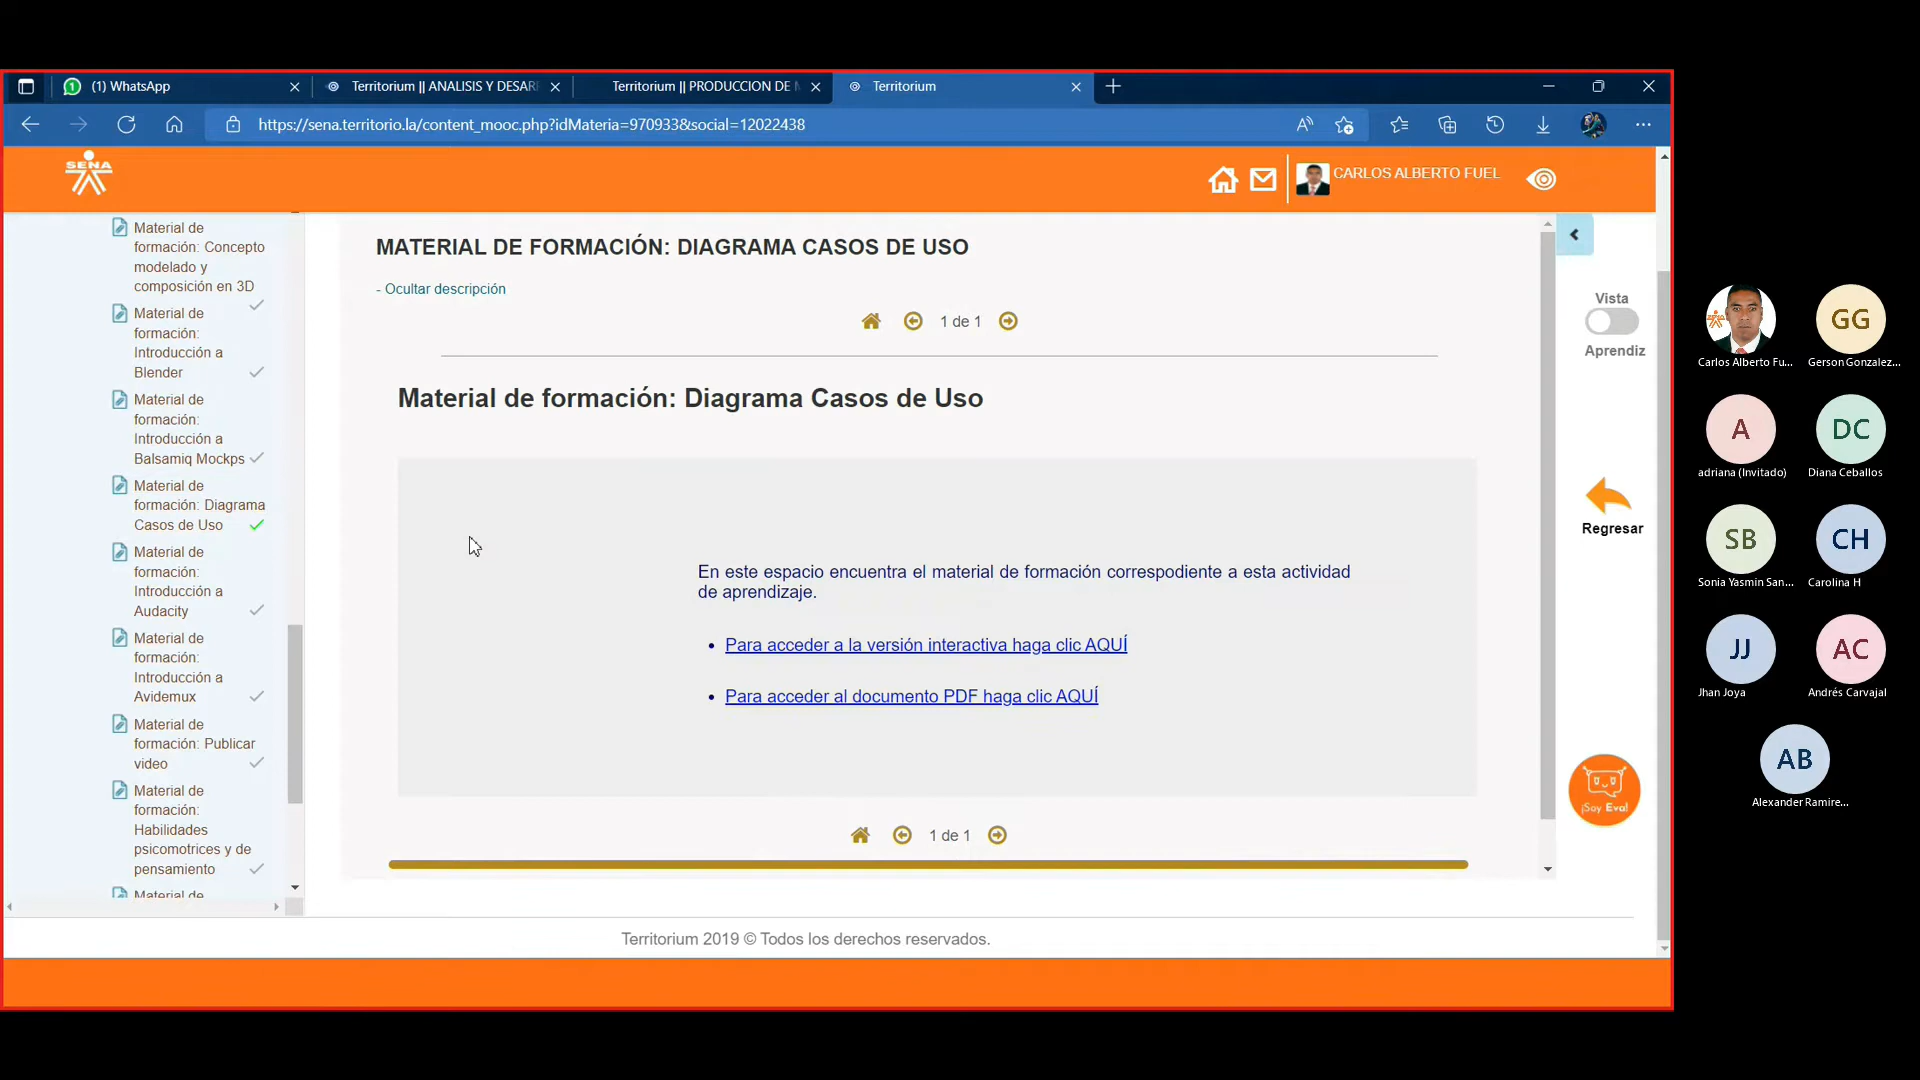 (1) WhatsApp
Territorium || ANALISIS Y DESAR
Territorium || PRODUCCION DE M
Territorium
https://sena.territorio.la/content_mooc.php?idMateria=970933&social=12022438
SENA
CARLOS ALBERTO FUEL
Material de
formación: Concepto
modelado y
composición en 3D
Material de
formación:
Introducción a
Blender
Material de
formación:
Introducción a
Balsamiq Mockps
Material de
formación: Diagrama
Casos de Uso
Material de
formación:
Introducción a
Audacity
Material de
formación:
Introducción a
Avidemux
Material de
formación: Publicar
video
Material de
formación:
Habilidades
psicomotrices y de
pensamiento
Material de
MATERIAL DE FORMACIÓN: DIAGRAMA CASOS DE USO
- Ocultar descripción
1 de 1
Material de formación: Diagrama Casos de Uso
En este espacio encuentra el material de formación correspodiente a esta actividad
de aprendizaje.
• Para acceder a la versión interactiva haga clic AQUÍ
• Para acceder al documento PDF haga clic AQUÍ
1 de 1
Vista
Aprendiz
Regresar
¡Soy Eva!
Territorium 2019 © Todos los derechos reservados.
SENA
Carlos Alberto Fu...
GG
Gerson Gonzalez...
A
adriana (Invitado)
DC
Diana Ceballos
SB
Sonia Yasmin San...
CH
Carolina H
JJ
Jhan Joya
AC
Andrés Carvajal
AB
Alexander Ramire...